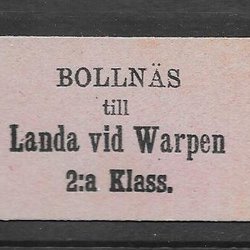 BOLLNÄS
till
Landa vid Warpen
2:a Klass.